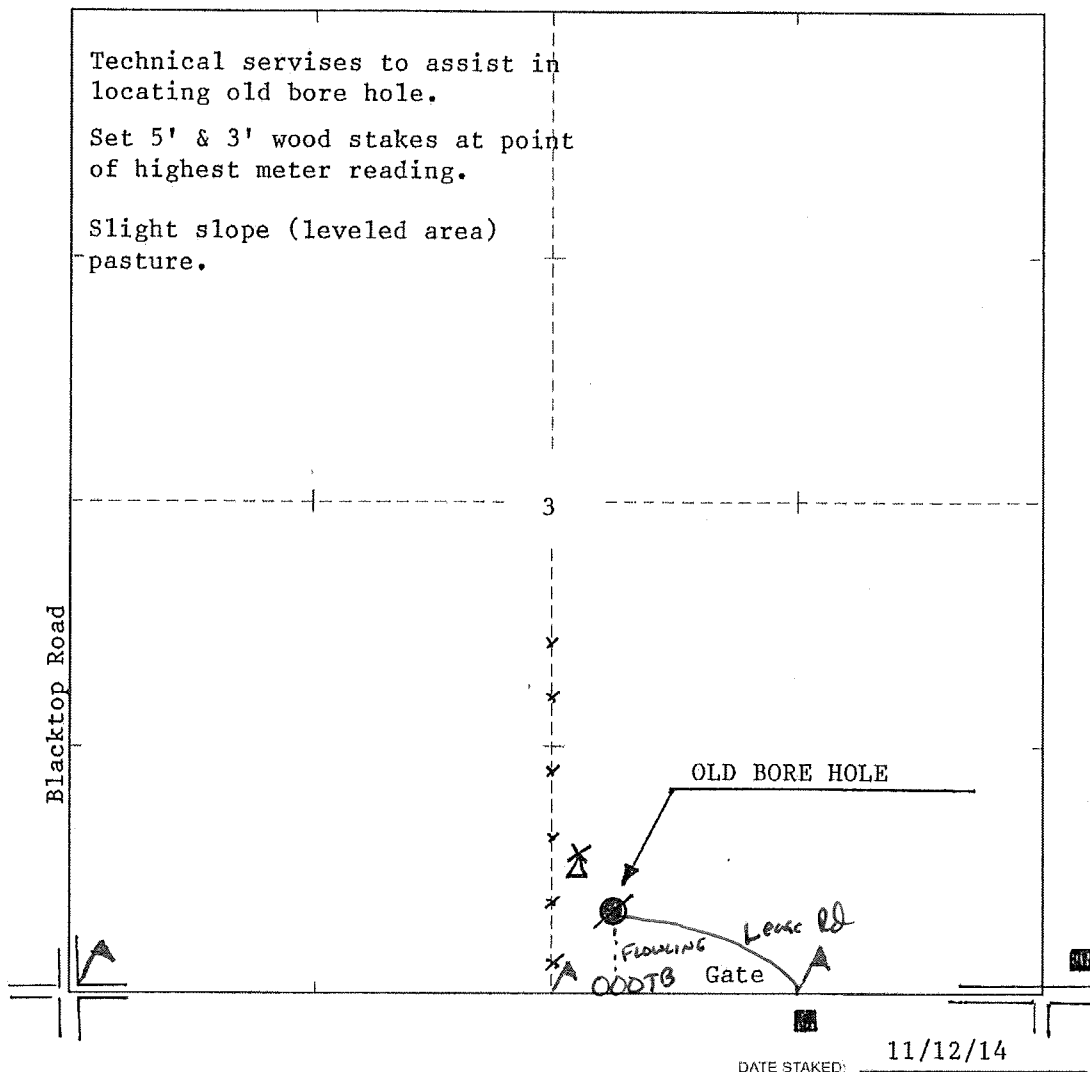 Technical servises to assist in
locating old bore hole.
Set 5' & 3' wood stakes at point
of highest meter reading.
Slight slope (leveled area)
pasture.
3
Blacktop Road
OLD BORE HOLE
Lease Rd
FLOWLING
OOOTB
Gate
11/12/14
DATE STAKED: